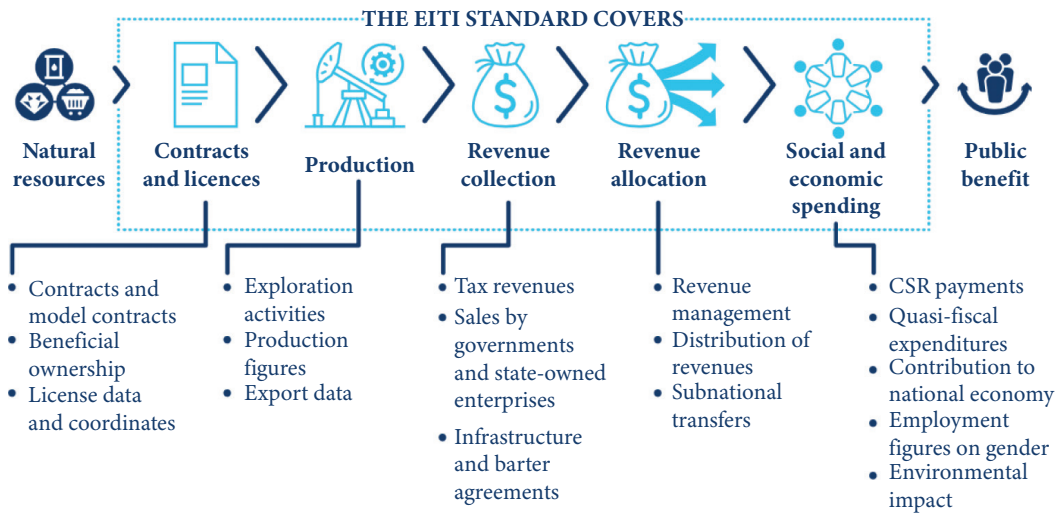 THE EITI STANDARD COVERS
Natural
resources
Contracts
and licences
Production
Revenue
collection
Revenue
allocation
Social and
economic
spending
Public
benefit
• Contracts and
model contracts
• Beneficial
ownership
• License data
and coordinates
• Exploration
activities
• Production
figures
• Export data
• Tax revenues
• Sales by
governments
and state-owned
enterprises
• Infrastructure
and barter
agreements
• Revenue
management
• Distribution of
revenues
• Subnational
transfers
• CSR payments
• Quasi-fiscal
expenditures
• Contribution to
national economy
• Employment
figures on gender
• Environmental
impact